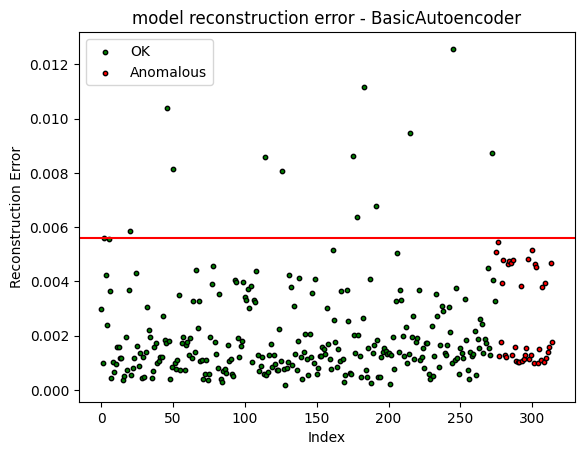 model reconstruction error - BasicAutoencoder
OK
Anomalous
Reconstruction Error
0.012
0.010
0.008
0.006
0.004
0.002
0.000
0 50 100 150 200 250 300
Index